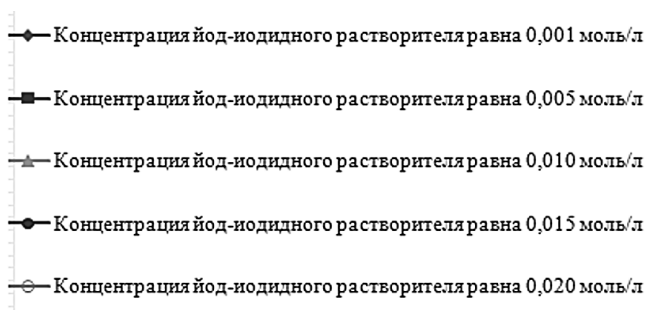 Концентрация йод-иодидного растворителя равна 0,001 моль/л
Концентрация йод-иодидного растворителя равна 0,005 моль/л
Концентрация йод-иодидного растворителя равна 0,010 моль/л
Концентрация йод-иодидного растворителя равна 0,015 моль/л
Концентрация йод-иодидного растворителя равна 0,020 моль/л